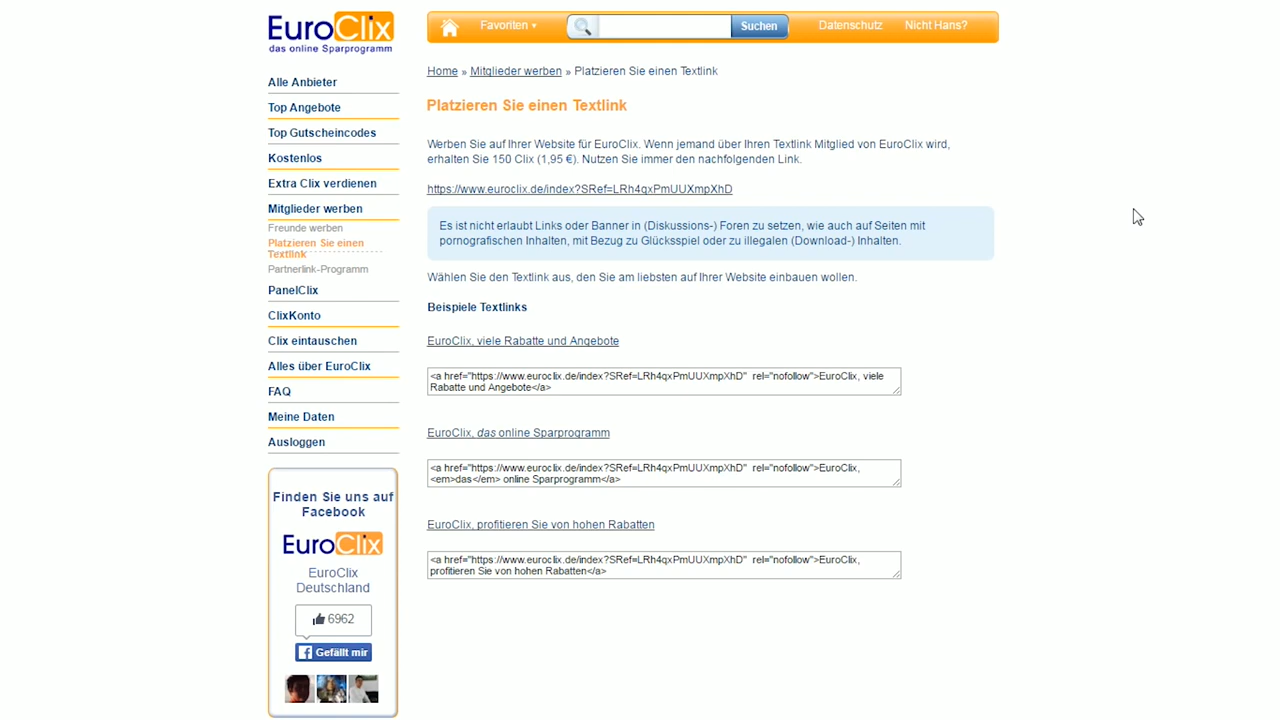 EuroClix
das online Sparprogramm
Favoriten ▾
Suchen
Datenschutz
Nicht Hans?
Alle Anbieter
Top Angebote
Top Gutscheincodes
Kostenlos
Extra Clix verdienen
Mitglieder werben
Freunde werben
Platzieren Sie einen
Textlink
Partnerlink-Programm
PanelClix
ClixKonto
Clix eintauschen
Alles über EuroClix
FAQ
Meine Daten
Ausloggen
Finden Sie uns auf
Facebook
EuroClix
EuroClix
Deutschland
6962
Gefällt mir
Home » Mitglieder werben » Platzieren Sie einen Textlink
Platzieren Sie einen Textlink
Werben Sie auf Ihrer Website für EuroClix. Wenn jemand über Ihren Textlink Mitglied von EuroClix wird,
erhalten Sie 150 Clix (1,95 €). Nutzen Sie immer den nachfolgenden Link.
https://www.euroclix.de/index?SRef=LRh4qxPmUUXmpXhD
Es ist nicht erlaubt Links oder Banner in (Diskussions-) Foren zu setzen, wie auch auf Seiten mit
pornografischen Inhalten, mit Bezug zu Glücksspiel oder zu illegalen (Download-) Inhalten.
Wählen Sie den Textlink aus, den Sie am liebsten auf Ihrer Website einbauen wollen.
Beispiele Textlinks
EuroClix, viele Rabatte und Angebote
<a href="https://www.euroclix.de/index?SRef=LRh4qxPmUUXmpXhD" rel="nofollow">EuroClix, viele
Rabatte und Angebote</a>
EuroClix, das online Sparprogramm
<a href="https://www.euroclix.de/index?SRef=LRh4qxPmUUXmpXhD" rel="nofollow">EuroClix,
<em>das</em> online Sparprogramm</a>
EuroClix, profitieren Sie von hohen Rabatten
<a href="https://www.euroclix.de/index?SRef=LRh4qxPmUUXmpXhD" rel="nofollow">EuroClix,
profitieren Sie von hohen Rabatten</a>